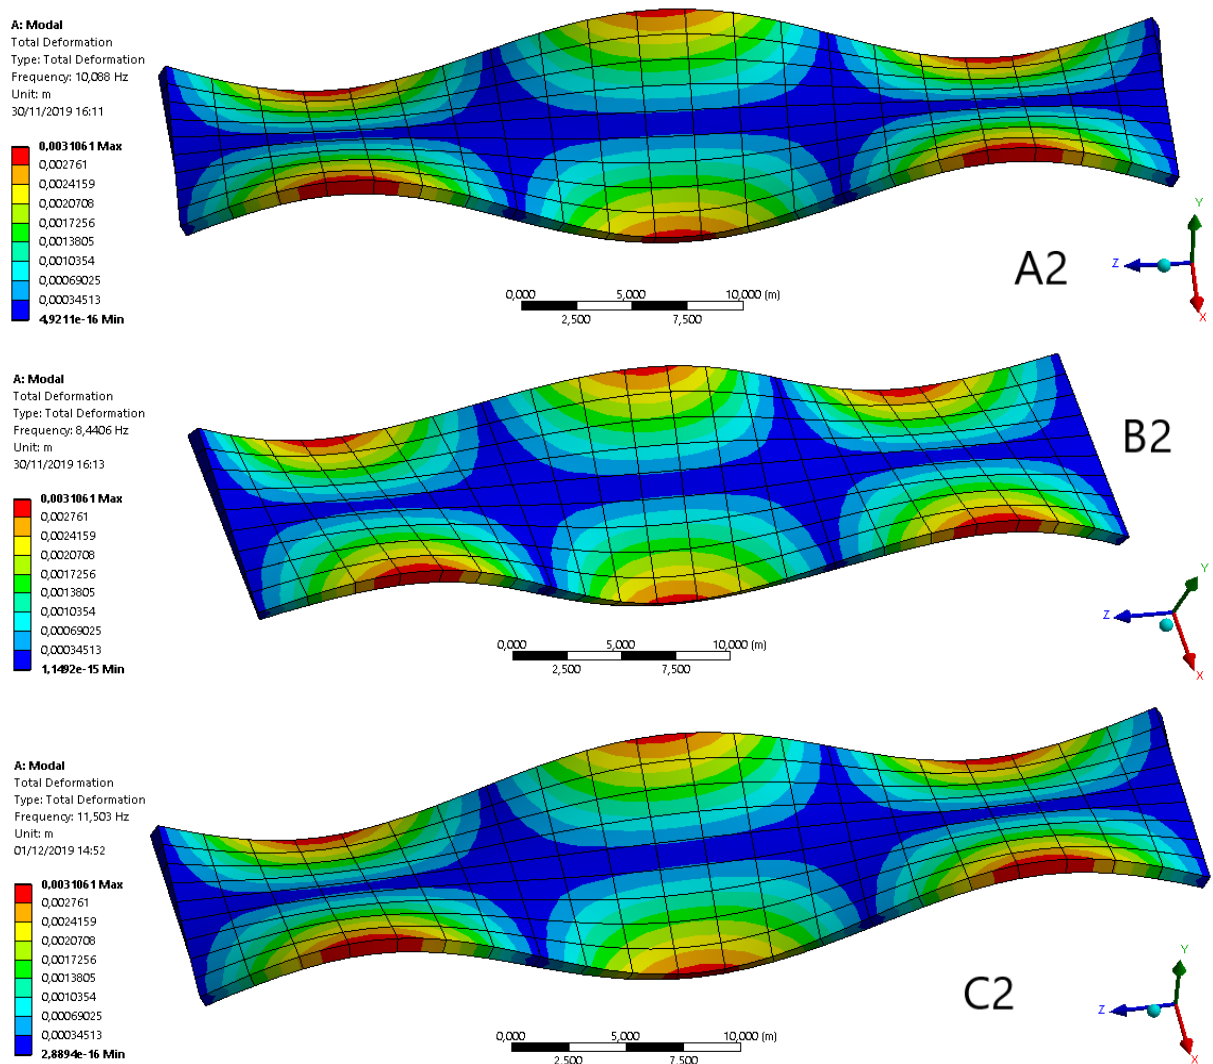 A: Modal
Total Deformation
Type: Total Deformation
Frequency: 10,088 Hz
Unit: m
30/11/2019 16:11
0,0031061 Max
0,002761
0,0024159
0,0020708
0,0017256
0,0013805
0,0010354
0,00069025
0,00034513
4,9211e-16 Min
0,000 5,000 10,000 (m)
2,500 7,500
A2
Y
Z
X
A: Modal
Total Deformation
Type: Total Deformation
Frequency: 8,4406 Hz
Unit: m
30/11/2019 16:13
0,0031061 Max
0,002761
0,0024159
0,0020708
0,0017256
0,0013805
0,0010354
0,00069025
0,00034513
1,1492e-15 Min
0,000 5,000 10,000 (m)
2,500 7,500
B2
Y
Z
X
A: Modal
Total Deformation
Type: Total Deformation
Frequency: 11,503 Hz
Unit: m
01/12/2019 14:52
0,0031061 Max
0,002761
0,0024159
0,0020708
0,0017256
0,0013805
0,0010354
0,00069025
0,00034513
2,8894e-16 Min
0,000 5,000 10,000 (m)
2,500 7,500
C2
Y
Z
X